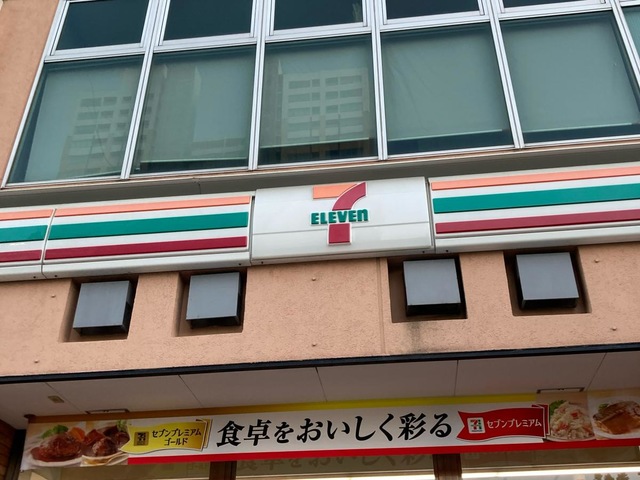 7
ELEVEN
セブンプレミアム
ゴールド
食卓をおいしく彩る
セブンプレミアム